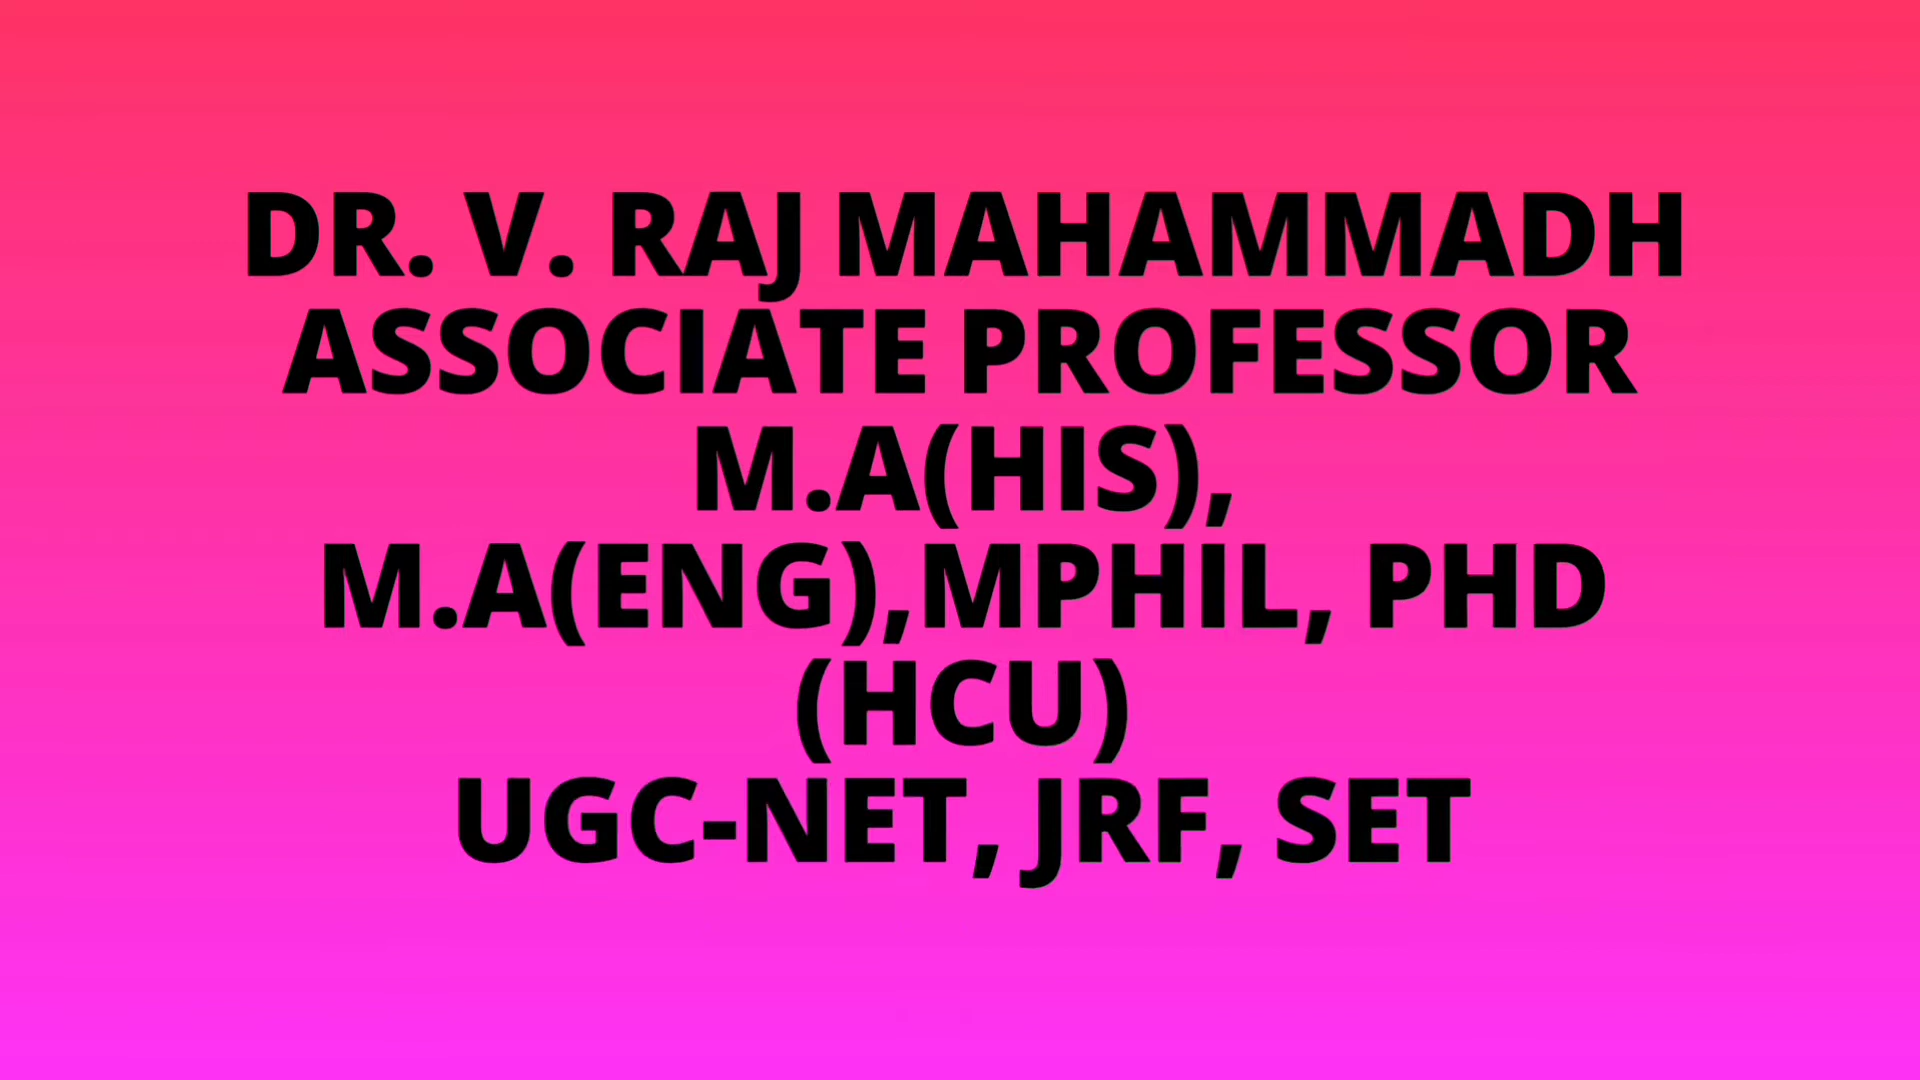 DR. V. RAJ MAHAMMADH
ASSOCIATE PROFESSOR
M.A(HIS),
M.A(ENG),MPHIL, PHD
(HCU)
UGC-NET, JRF, SET